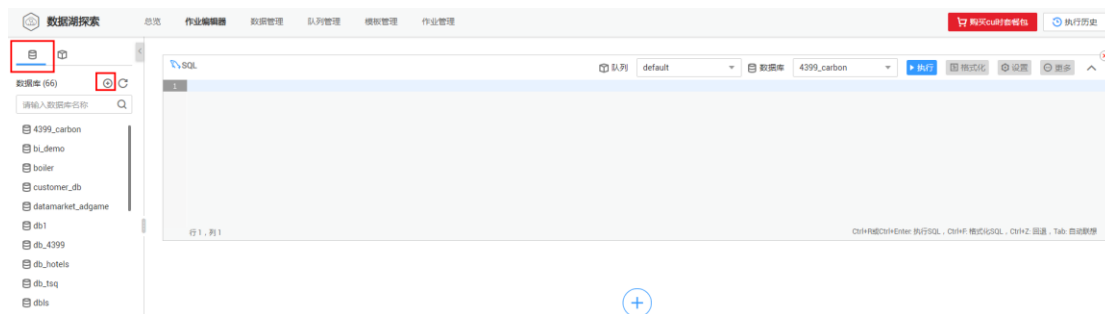 数据湖探索 总览 作业编辑器 数据管理 队列管理 模板管理 作业管理 购买cu时套餐包 执行历史
SQL 队列 default 数据库 4399_carbon 执行 格式化 设置 更多
数据库 (66)
1
请输入数据库名称
4399_carbon
bi_demo
boiler
customer_db
datamarket_adgame
db1
行 1，列 1 Ctrl+R或Ctrl+Enter 执行SQL，Ctrl+F: 格式化SQL，Ctrl+Z: 回退，Tab: 自动联想
db_4399
db_hotels
db_tsq
dbls